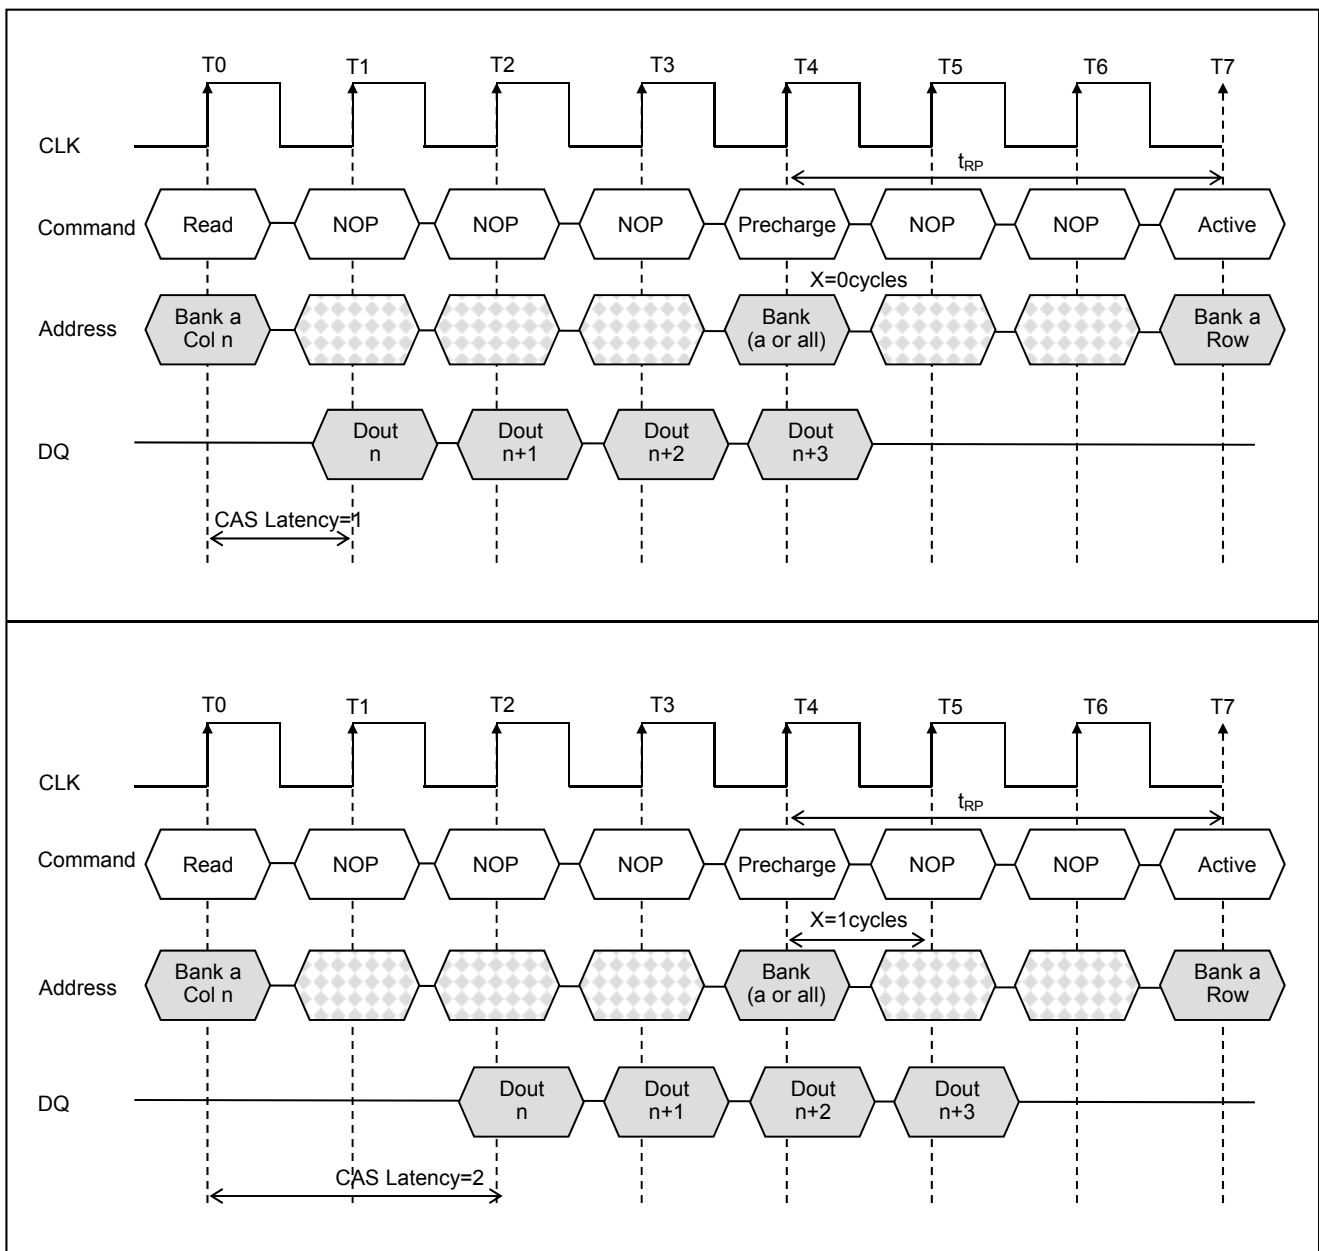 T0 T1 T2 T3 T4 T5 T6 T7
CLK
tRP
Command Read NOP NOP NOP Precharge NOP NOP Active
X=0cycles
Address Bank a Bank Bank a
Col n (a or all) Row
DQ Dout Dout Dout Dout
n n+1 n+2 n+3
CAS Latency=1
T0 T1 T2 T3 T4 T5 T6 T7
CLK
tRP
Command Read NOP NOP NOP Precharge NOP NOP Active
X=1cycles
Address Bank a Bank Bank a
Col n (a or all) Row
DQ Dout Dout Dout Dout
n n+1 n+2 n+3
CAS Latency=2